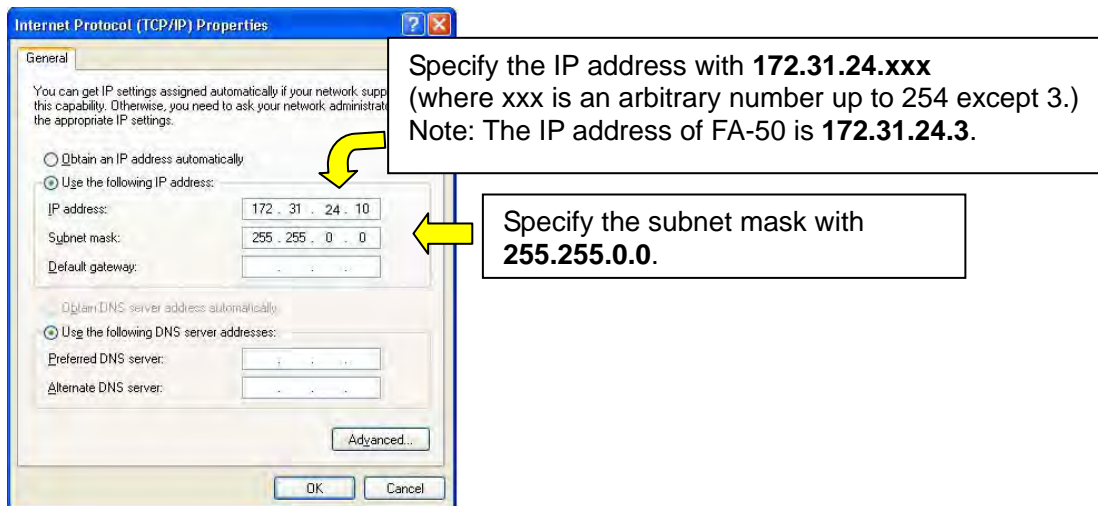 Internet Protocol (TCP/IP) Properties
General
You can get IP settings assigned automatically if your network supp
this capability. Otherwise, you need to ask your network administrat
the appropriate IP settings.
Obtain an IP address automatically
Use the following IP address:
IP address: 172 . 31 . 24 . 10
Subnet mask: 255 . 255 . 0 . 0
Default gateway: . . .
Obtain DNS server address automatically
Use the following DNS server addresses:
Preferred DNS server: . . .
Alternate DNS server: . . .
Advanced...
OK Cancel
Specify the IP address with 172.31.24.xxx
(where xxx is an arbitrary number up to 254 except 3.)
Note: The IP address of FA-50 is 172.31.24.3.
Specify the subnet mask with
255.255.0.0.